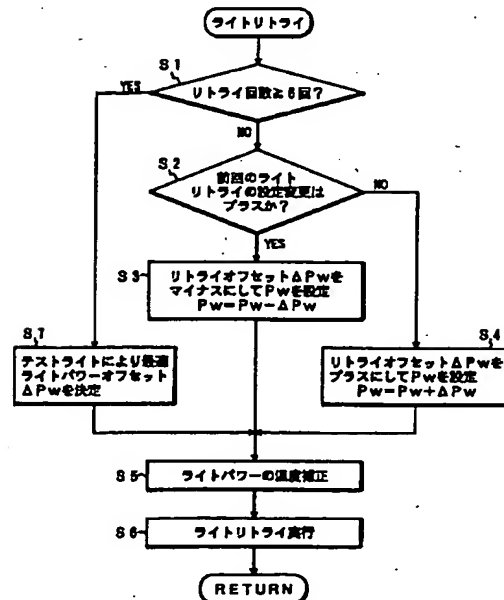 ライトリトライ
S1
リトライ回数≥6回?
YES
NO
S2
前回のライト
リトライの設定変更は
プラスか?
NO
YES
S3
リトライオフセットΔPwを
マイナスにしてPwを設定
Pw=Pw-ΔPw
S7
テストライトにより最適
ライトパワーオフセット
ΔPwを決定
S4
リトライオフセットΔPwを
プラスにしてPwを設定
Pw=Pw+ΔPw
S5
ライトパワーの温度補正
S6
ライトリトライ実行
RETURN